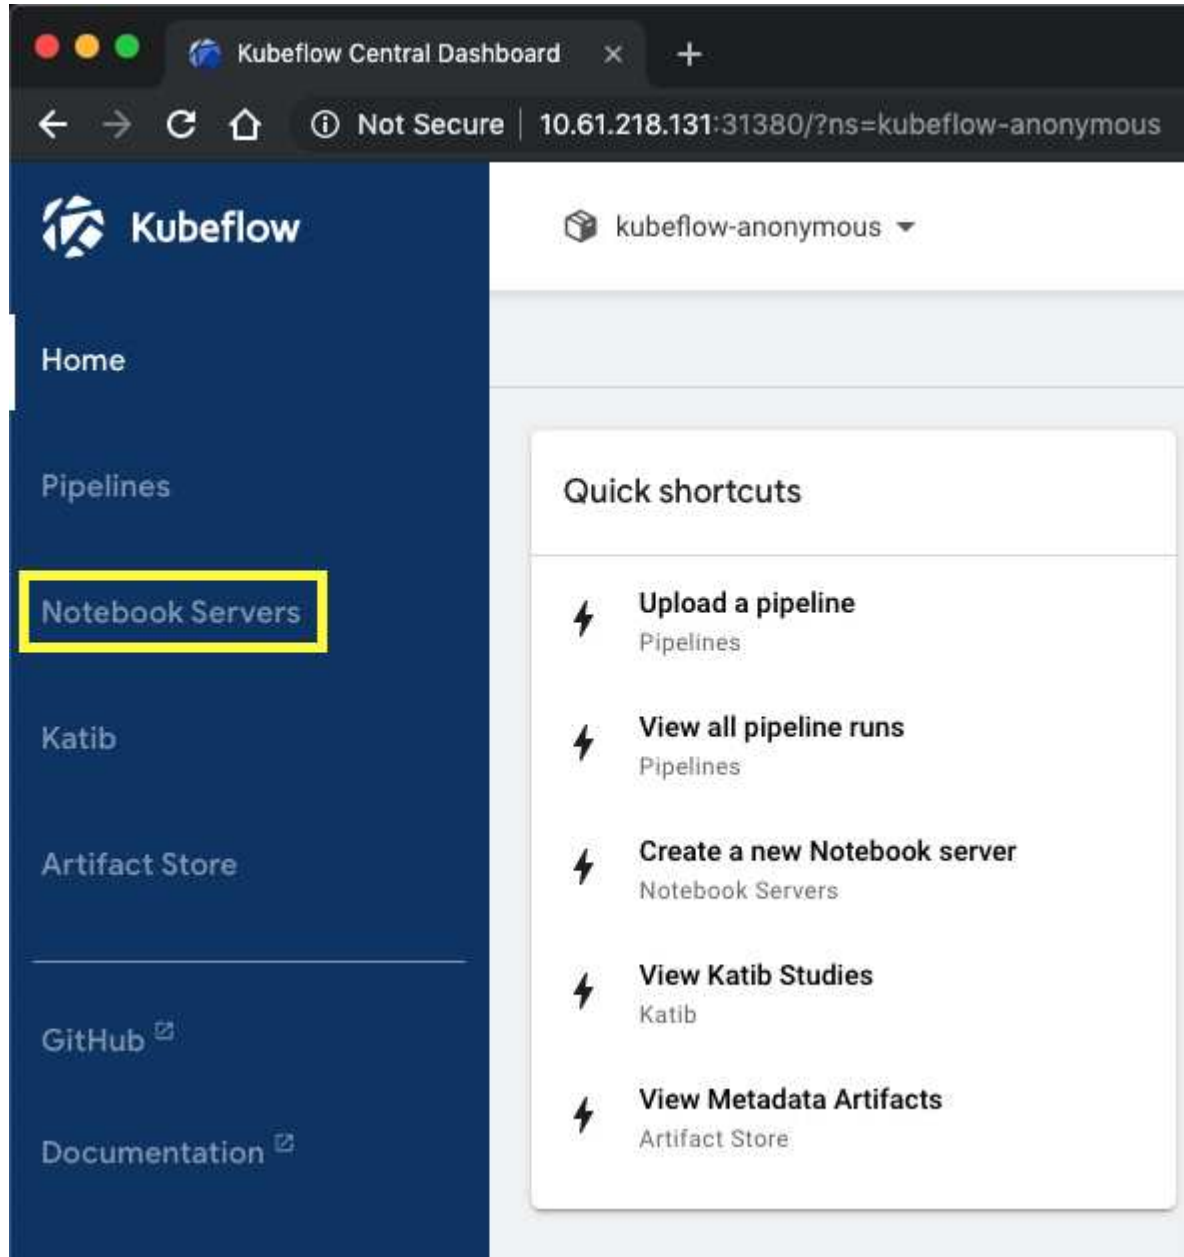 Kubeflow Central Dashboard
Not Secure | 10.61.218.131:31380/?ns=kubeflow-anonymous
Kubeflow
kubeflow-anonymous
Home
Pipelines
Notebook Servers
Katib
Artifact Store
GitHub
Documentation
Quick shortcuts
Upload a pipeline
Pipelines
View all pipeline runs
Pipelines
Create a new Notebook server
Notebook Servers
View Katib Studies
Katib
View Metadata Artifacts
Artifact Store